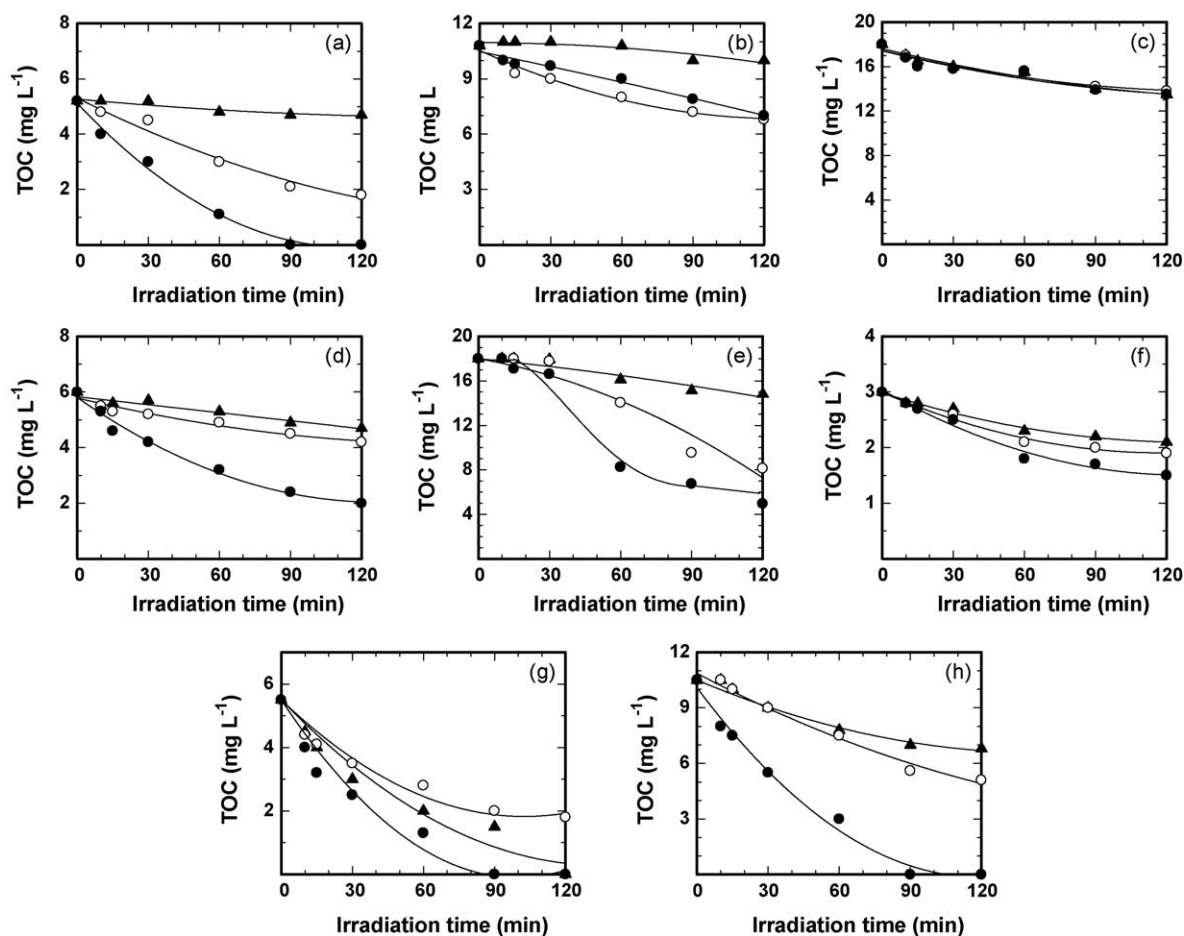 8
6
4
2
0 30 60 90 120
TOC (mg L-1)
Irradiation time (min)
(a)
12
9
6
3
0 30 60 90 120
TOC (mg L
Irradiation time (min)
(b)
20
16
12
8
4
0 30 60 90 120
TOC (mg L-1)
Irradiation time (min)
(c)
8
6
4
2
0 30 60 90 120
TOC (mg L-1)
Irradiation time (min)
(d)
20
16
12
8
4
0 30 60 90 120
TOC (mg L-1)
Irradiation time (min)
(e)
4
3
2
1
0 30 60 90 120
TOC (mg L-1)
Irradiation time (min)
(f)
6
4
2
0 30 60 90 120
TOC (mg L-1)
Irradiation time (min)
(g)
12
9
6
3
0 30 60 90 120
TOC (mg L-1)
Irradiation time (min)
(h)